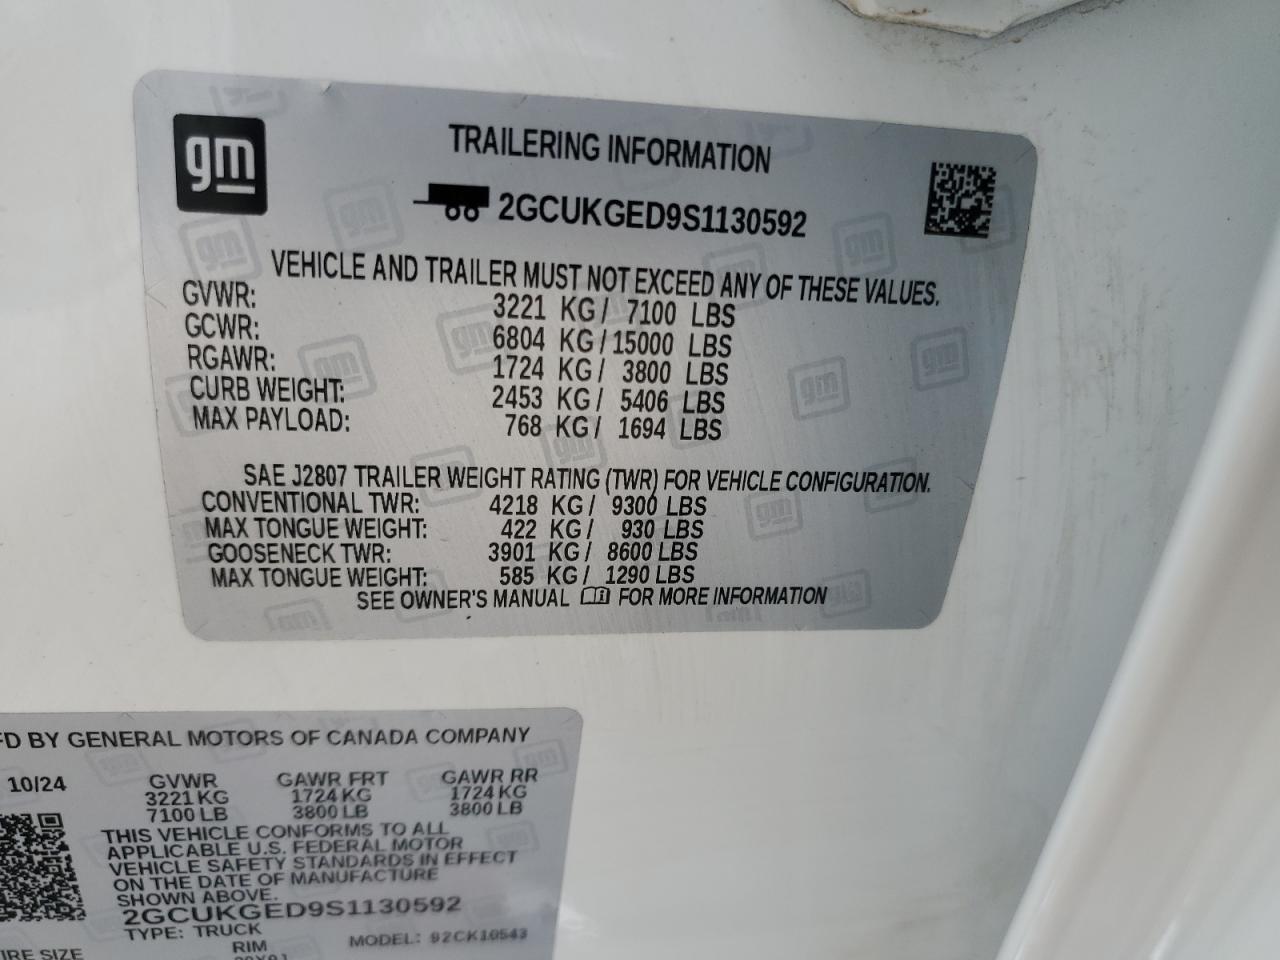 gm
TRAILERING INFORMATION
2GCUKGED9S1130592
VEHICLE AND TRAILER MUST NOT EXCEED ANY OF THESE VALUES.
GVWR: 3221 KG/ 7100 LBS
GCWR: 6804 KG/ 15000 LBS
RGAWR: 1724 KG/ 3800 LBS
CURB WEIGHT: 2453 KG/ 5406 LBS
MAX PAYLOAD: 768 KG/ 1694 LBS
SAE J2807 TRAILER WEIGHT RATING (TWR) FOR VEHICLE CONFIGURATION.
CONVENTIONAL TWR: 4218 KG/ 9300 LBS
MAX TONGUE WEIGHT: 422 KG/ 930 LBS
GOOSENECK TWR: 3901 KG/ 8600 LBS
MAX TONGUE WEIGHT: 585 KG/ 1290 LBS
SEE OWNER'S MANUAL FOR MORE INFORMATION
FD BY GENERAL MOTORS OF CANADA COMPANY
10/24 GVWR GAWR FRT GAWR RR
3221 KG 1724 KG 1724 KG
7100 LB 3800 LB 3800 LB
THIS VEHICLE CONFORMS TO ALL
APPLICABLE U.S. FEDERAL MOTOR
VEHICLE SAFETY STANDARDS IN EFFECT
ON THE DATE OF MANUFACTURE
SHOWN ABOVE.
2GCUKGED9S1130592
TYPE: TRUCK MODEL: 92CK10543
IRE SIZE RIM